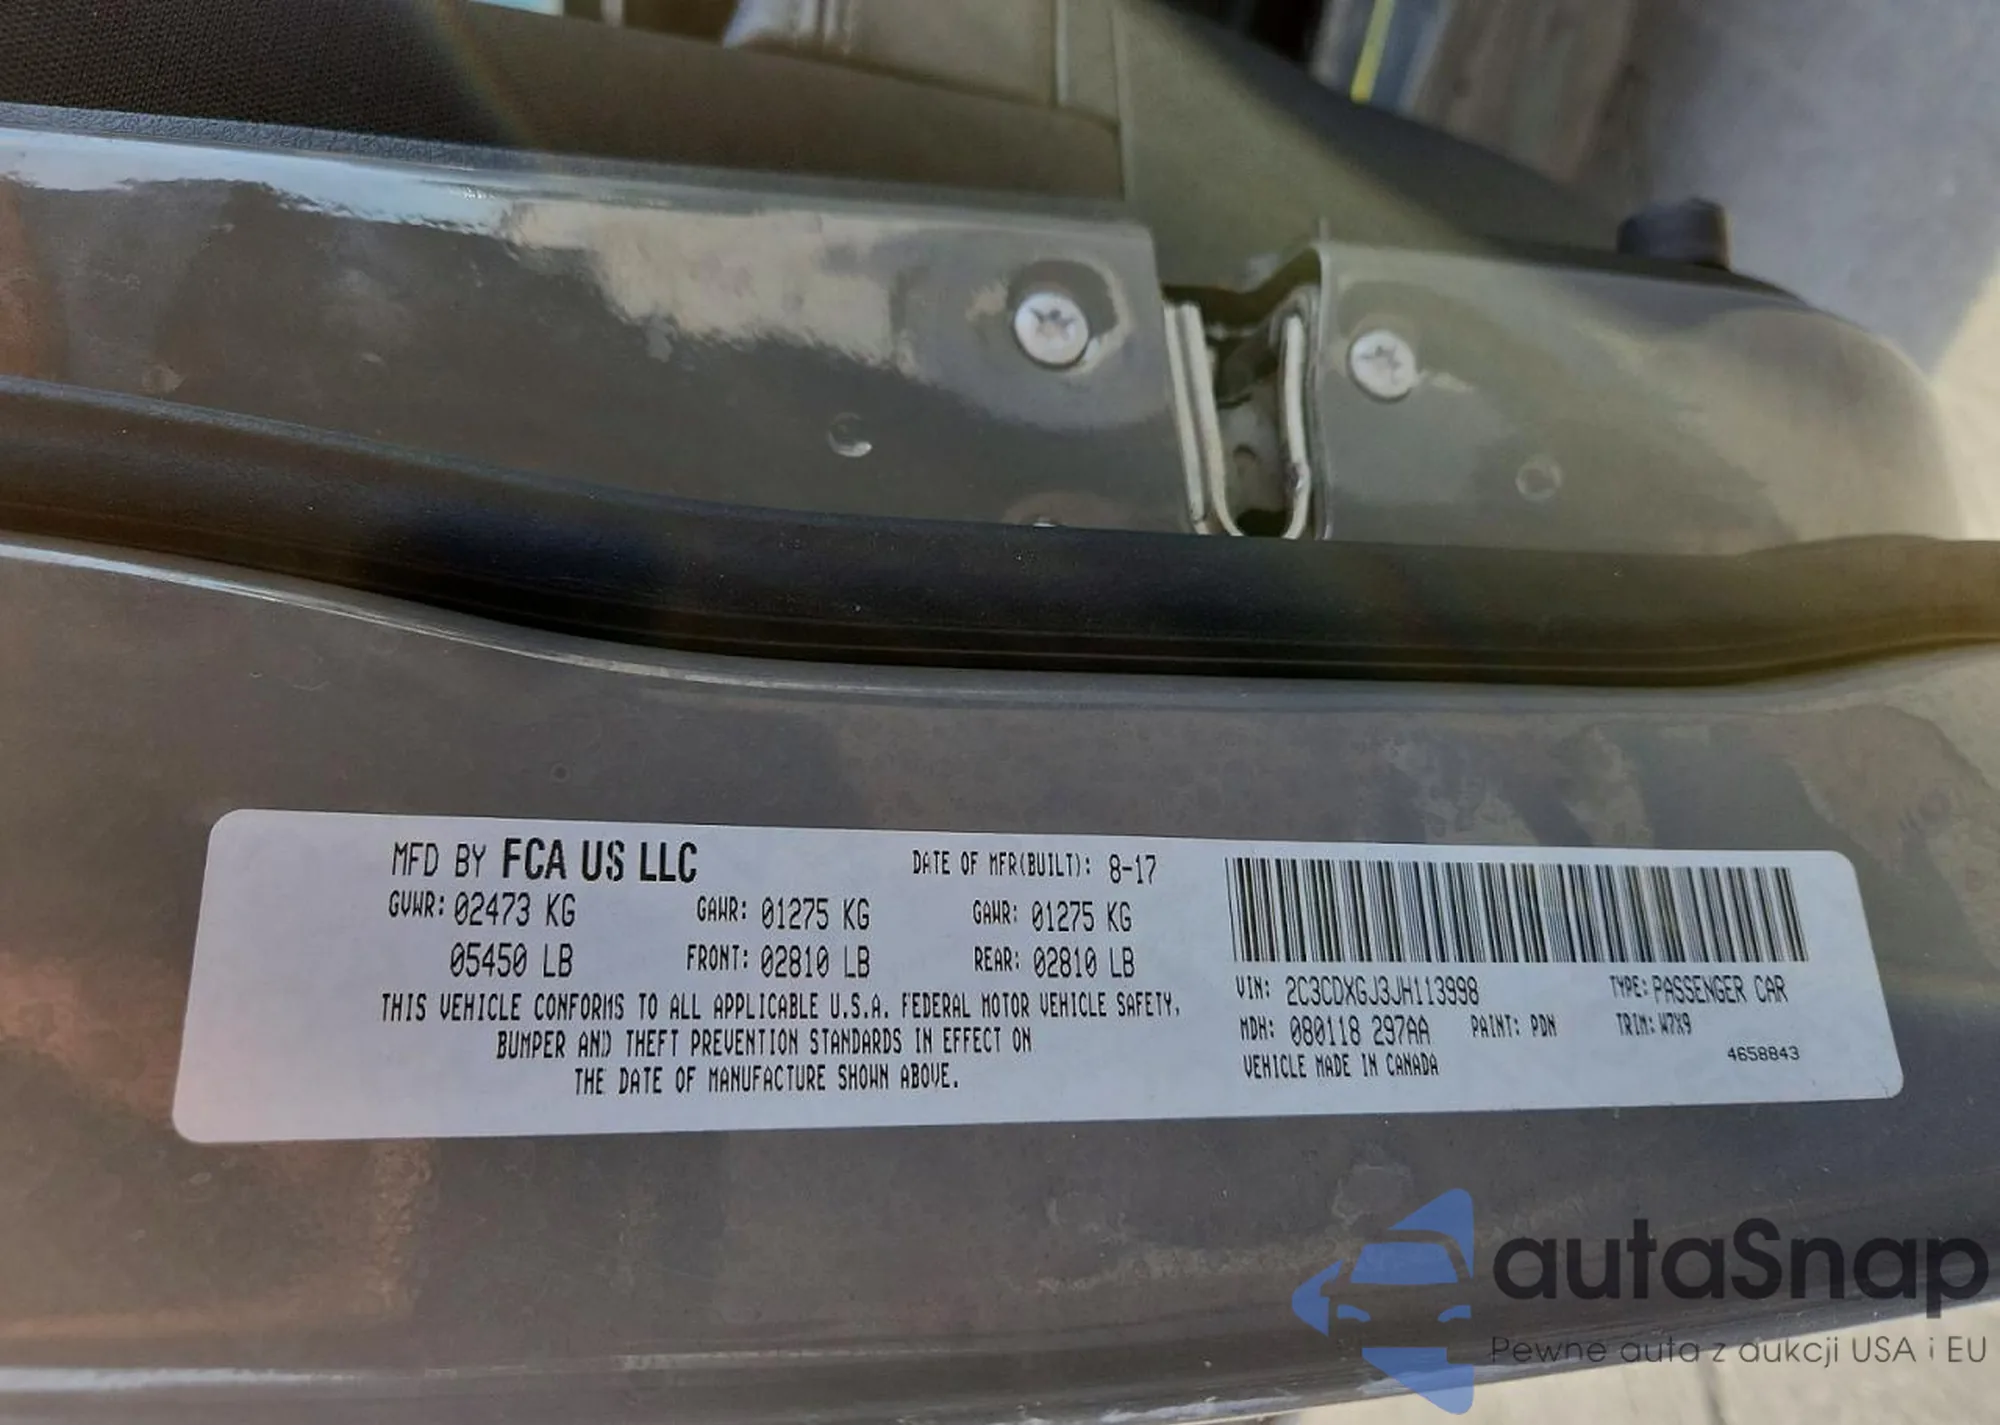 MFD BY FCA US LLC
DATE OF MFR(BUILT): 8-17
GVWR: 02473 KG
GAWR: 01275 KG
GAWR: 01275 KG
05450 LB
FRONT: 02810 LB
REAR: 02810 LB
THIS VEHICLE CONFORMS TO ALL APPLICABLE U.S.A. FEDERAL MOTOR VEHICLE SAFETY,
BUMPER AND THEFT PREVENTION STANDARDS IN EFFECT ON
THE DATE OF MANUFACTURE SHOWN ABOVE.
VIN: 2C3CDXGJ3JH113998
TYPE: PASSENGER CAR
MDH: 080118 297AA
PAINT: PDN
TRIM: W7X9
VEHICLE MADE IN CANADA
4658843
autaSnap
Pewne auta z aukcji USA i EU